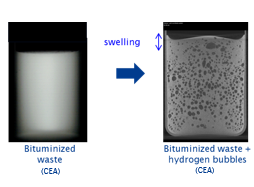 swelling
Bituminized
waste
(CEA)
Bituminized waste +
hydrogen bubbles
(CEA)